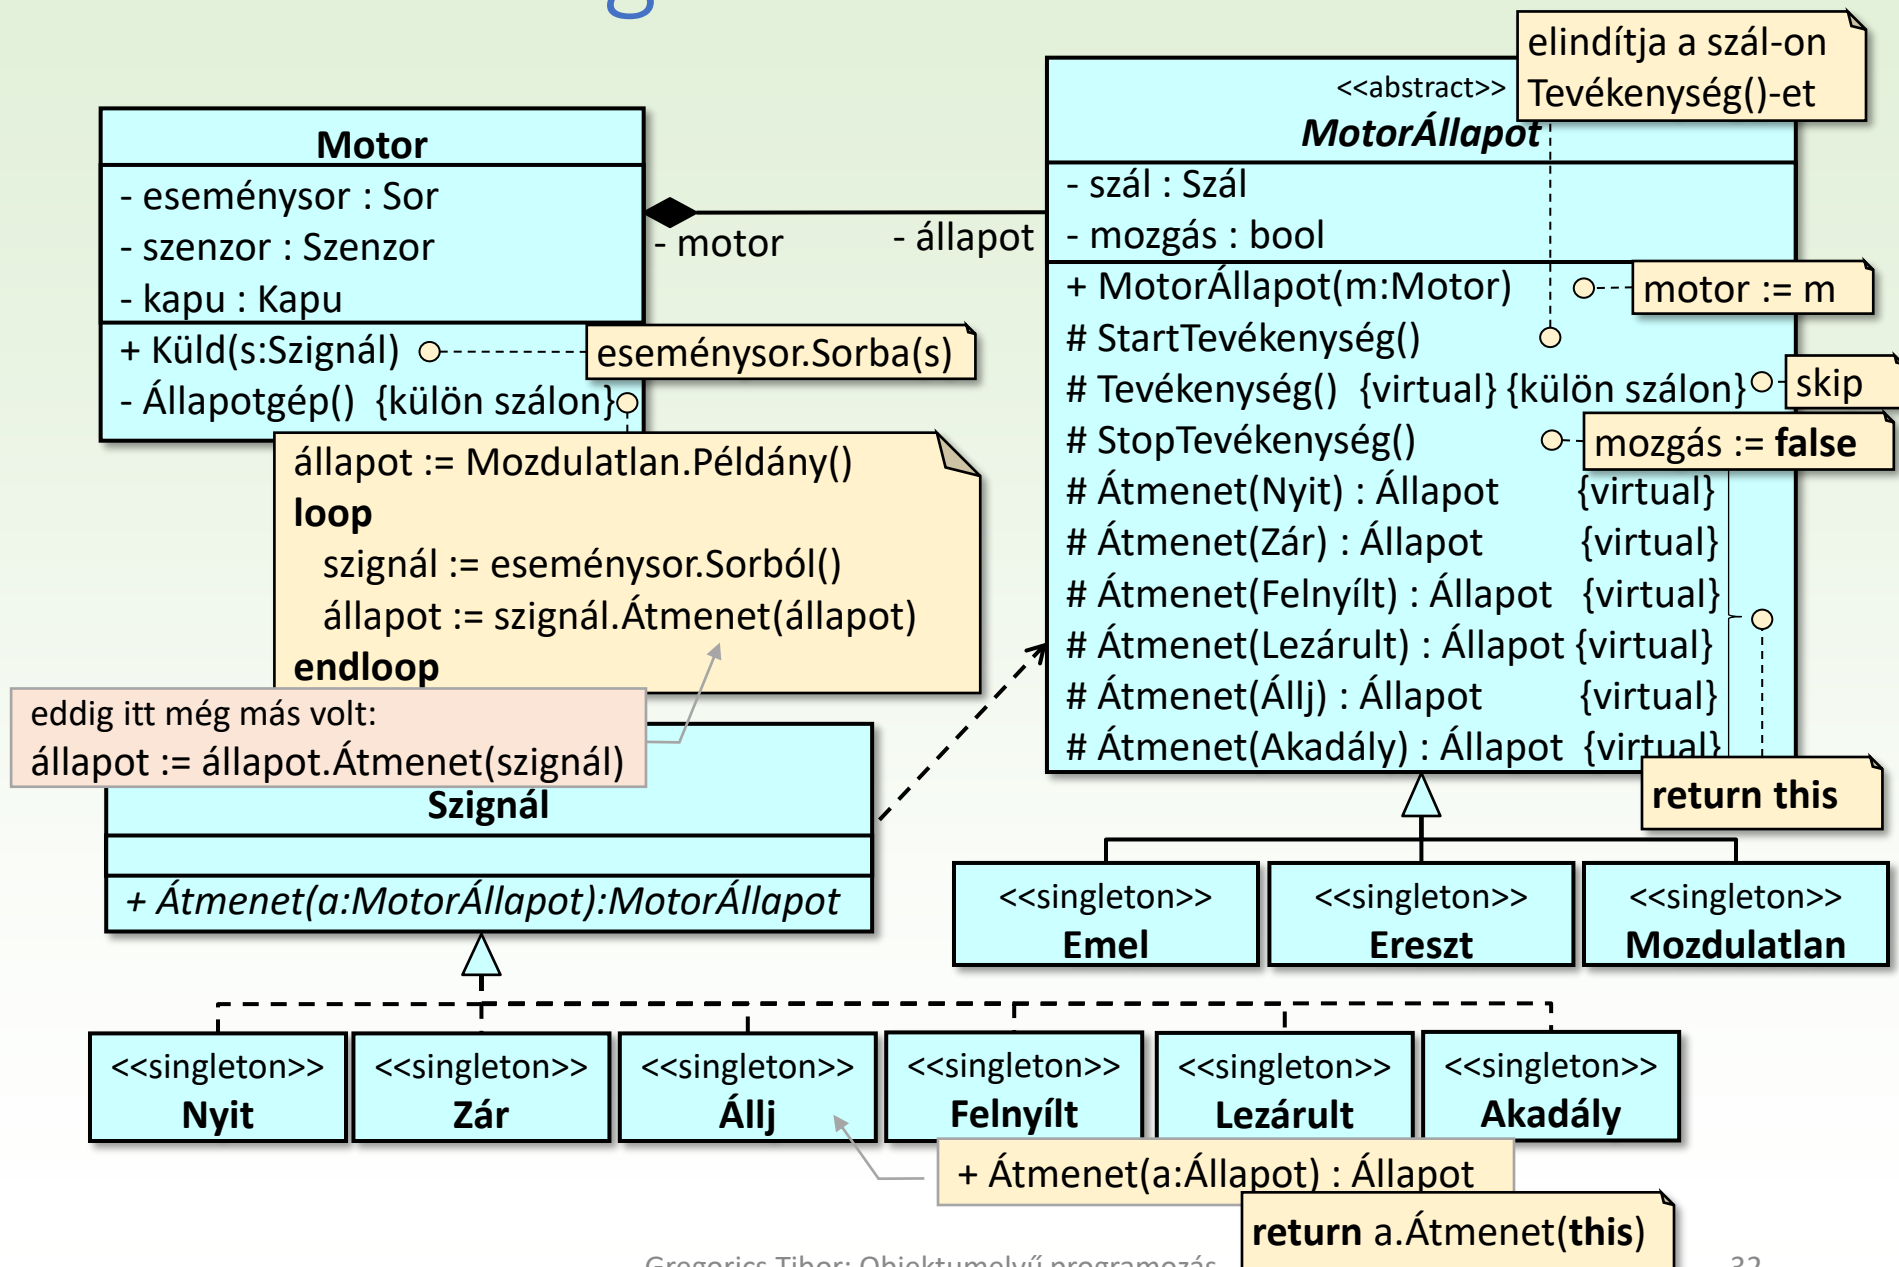 Motor
- eseménysor : Sor
- szenzor : Szenzor
- kapu : Kapu
+ Küld(s:Szignál)
- Állapotgép() {külön szálon}
eseménysor.Sorba(s)
állapot := Mozdulatlan.Példány()
loop
szignál := eseménysor.Sorból()
állapot := szignál.Átmenet(állapot)
endloop
- motor
- állapot
elindítja a szál-on
Tevékenység()-et
<<abstract>>
MotorÁllapot
- szál : Szál
- mozgás : bool
+ MotorÁllapot(m:Motor)
motor := m
# StartTevékenység()
# Tevékenység() {virtual} {külön szálon}
skip
# StopTevékenység()
mozgás := false
# Átmenet(Nyit) : Állapot {virtual}
# Átmenet(Zár) : Állapot {virtual}
# Átmenet(Felnyílt) : Állapot {virtual}
# Átmenet(Lezárult) : Állapot {virtual}
# Átmenet(Állj) : Állapot {virtual}
# Átmenet(Akadály) : Állapot {virtual}
return this
eddig itt még más volt:
állapot := állapot.Átmenet(szignál)
Szignál
+ Átmenet(a:MotorÁllapot):MotorÁllapot
<<singleton>>
Emel
<<singleton>>
Ereszt
<<singleton>>
Mozdulatlan
<<singleton>>
Nyit
<<singleton>>
Zár
<<singleton>>
Állj
<<singleton>>
Felnyílt
<<singleton>>
Lezárult
<<singleton>>
Akadály
+ Átmenet(a:Állapot) : Állapot
return a.Átmenet(this)
Gregorics Tibor: Objektumelvű programozás
32